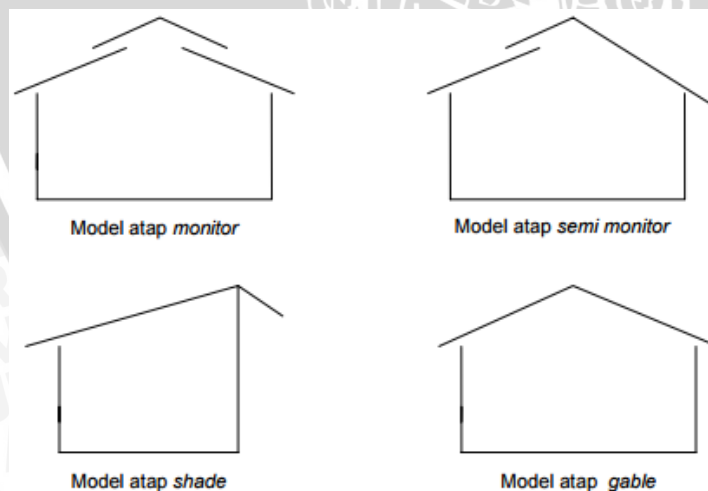 Model atap monitor
Model atap semi monitor
Model atap shade
Model atap gable